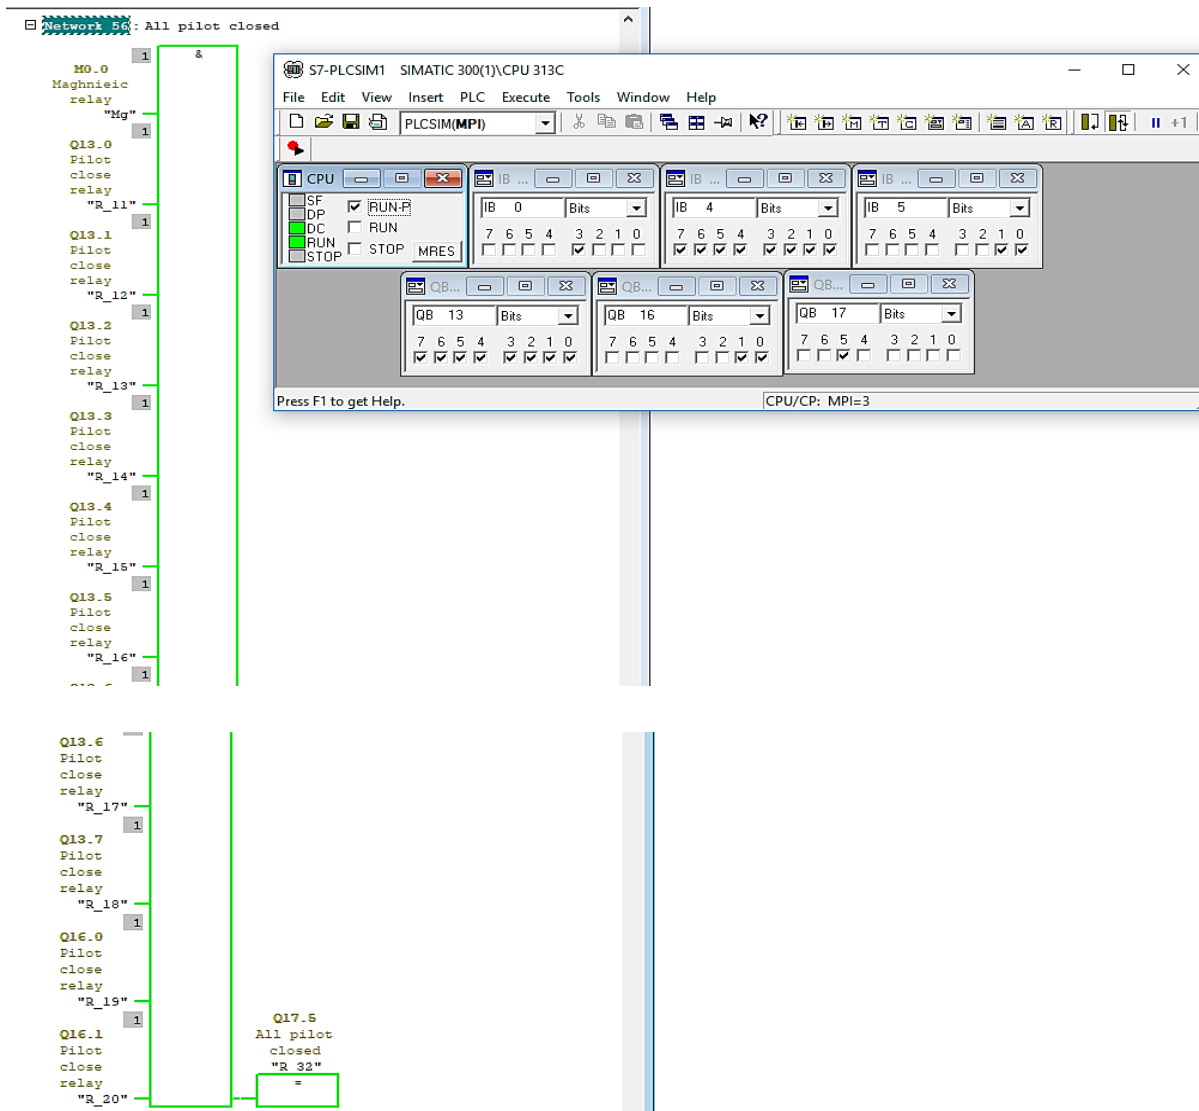 Network 56: All pilot closed
1
&
M0.0
Maghnieic
relay
"Mg"
1
Q13.0
Pilot
close
relay
"R_11"
1
Q13.1
Pilot
close
relay
"R_12"
1
Q13.2
Pilot
close
relay
"R_13"
1
Q13.3
Pilot
close
relay
"R_14"
1
Q13.4
Pilot
close
relay
"R_15"
1
Q13.5
Pilot
close
relay
"R_16"
1
S7-PLCSIM1 SIMATIC 300(1)\CPU 313C
File Edit View Insert PLC Execute Tools Window Help
PLCSIM(MPI)
+1
CPU
SF
DP
DC
RUN
STOP
RUN-P
RUN
STOP
MRES
IB ...
IB 0 Bits
7 6 5 4 3 2 1 0
IB ...
IB 4 Bits
7 6 5 4 3 2 1 0
IB ...
IB 5 Bits
7 6 5 4 3 2 1 0
QB...
QB 13 Bits
7 6 5 4 3 2 1 0
QB...
QB 16 Bits
7 6 5 4 3 2 1 0
QB...
QB 17 Bits
7 6 5 4 3 2 1 0
Press F1 to get Help.
CPU/CP: MPI=3
Q13.6
Pilot
close
relay
"R_17"
1
Q13.7
Pilot
close
relay
"R_18"
1
Q16.0
Pilot
close
relay
"R_19"
1
Q16.1
Pilot
close
relay
"R_20"
Q17.5
All pilot
closed
"R_32"
=